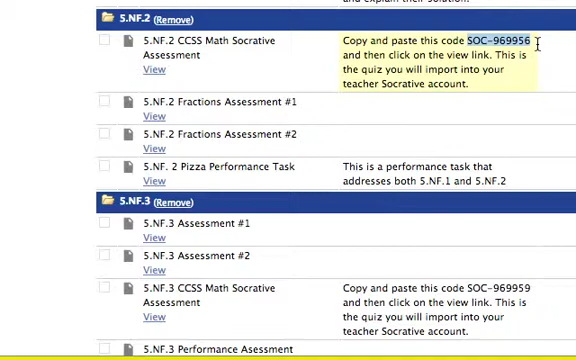 and explain their solution.
5.NF.2 (Remove)
5.NF.2 CCSS Math Socrative
Assessment
View
Copy and paste this code SOC-969956
and then click on the view link. This is
the quiz you will import into your
teacher Socrative account.
5.NF.2 Fractions Assessment #1
View
5.NF.2 Fractions Assessment #2
View
5.NF. 2 Pizza Performance Task
View
This is a performance task that
addresses both 5.NF.1 and 5.NF.2
5.NF.3 (Remove)
5.NF.3 Assessment #1
View
5.NF.3 Assessment #2
View
5.NF.3 CCSS Math Socrative
Assessment
View
Copy and paste this code SOC-969959
and then click on the view link. This is
the quiz you will import into your
teacher Socrative account.
5.NF.3 Performance Asessment